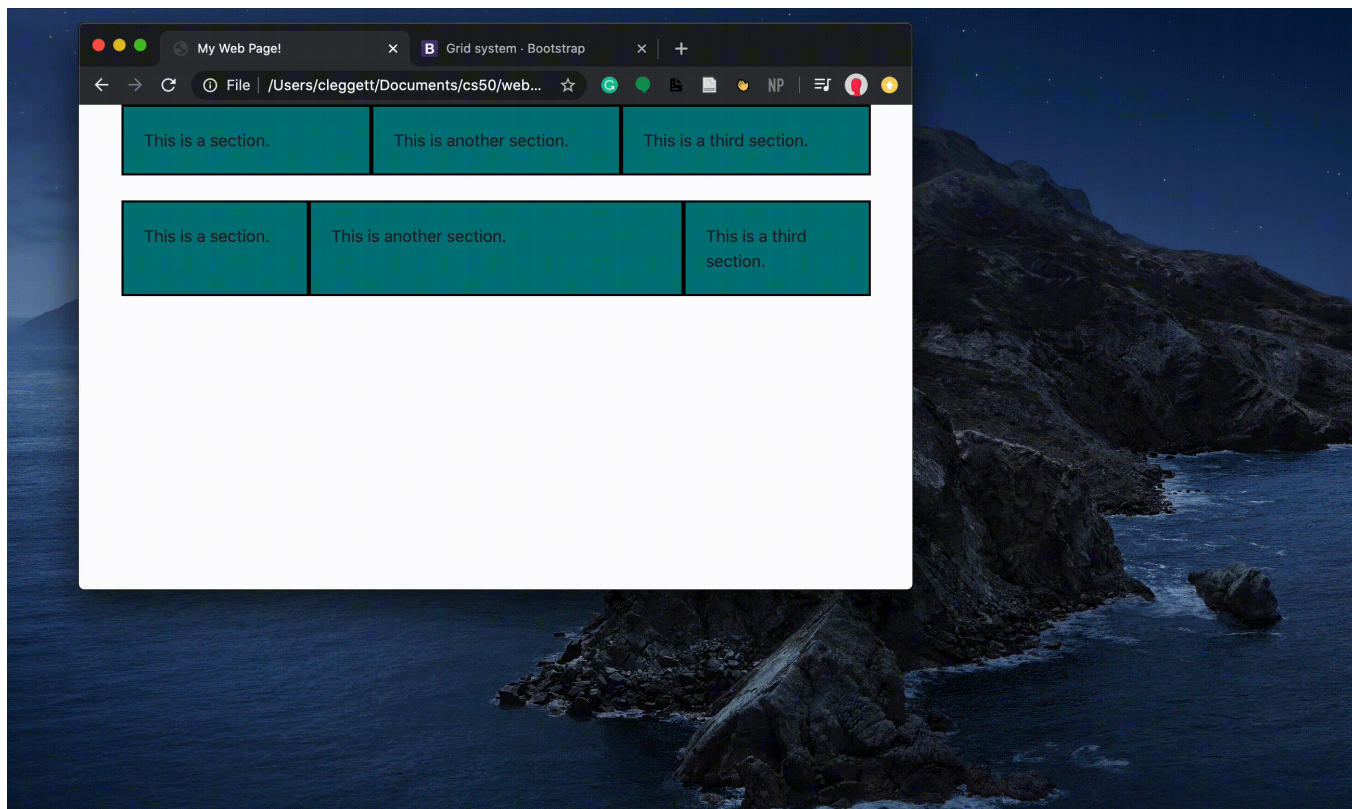 My Web Page!
B Grid system · Bootstrap
File /Users/cleggett/Documents/cs50/web...
NP
This is a section.
This is another section.
This is a third section.
This is a section.
This is another section.
This is a third
section.